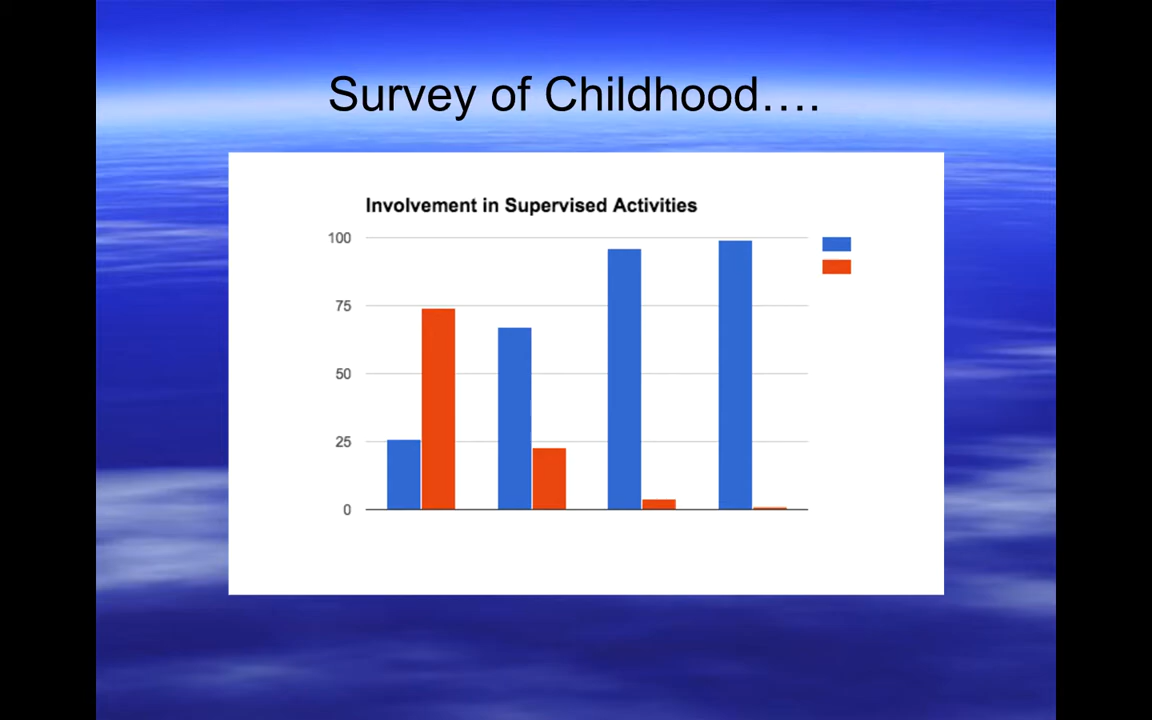 Survey of Childhood….
Involvement in Supervised Activities
100
75
50
25
0